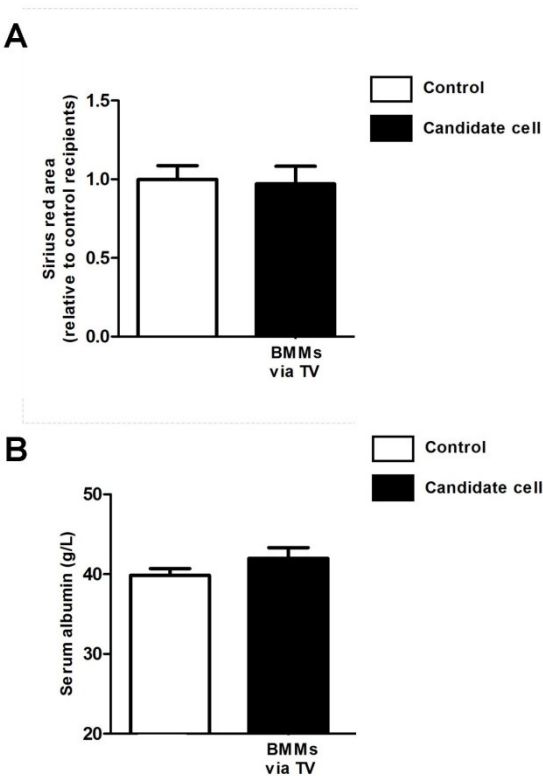 A
Control
Candidate cell
Sirius red area
(relative to control recipients)
1.5
1.0
0.5
0.0
BMMs
via TV
B
Control
Candidate cell
Serum albumin (g/L)
50
40
30
20
BMMs
via TV